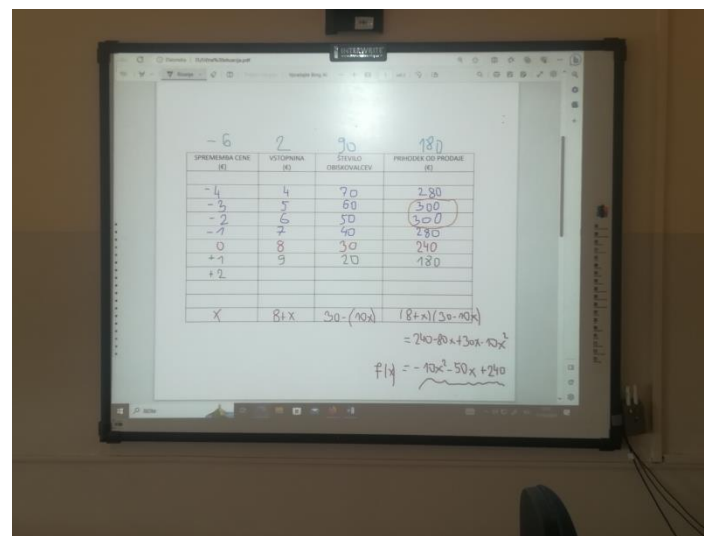 INTERWRITE
-6 2 90 180
SPREMEMBA CENE (€) VSTOPNINA (€) ŠTEVILO OBISKOVALCEV PRIHODEK OD PRODAJE (€)
-4 4 70 280
-3 5 60 300
-2 6 50 300
-1 7 40 280
0 8 30 240
+1 9 20 180
+2
x 8+x 30-(10x) (8+x)(30-10x)
= 240-80x+30x-10x²
f(x) = -10x²-50x+240